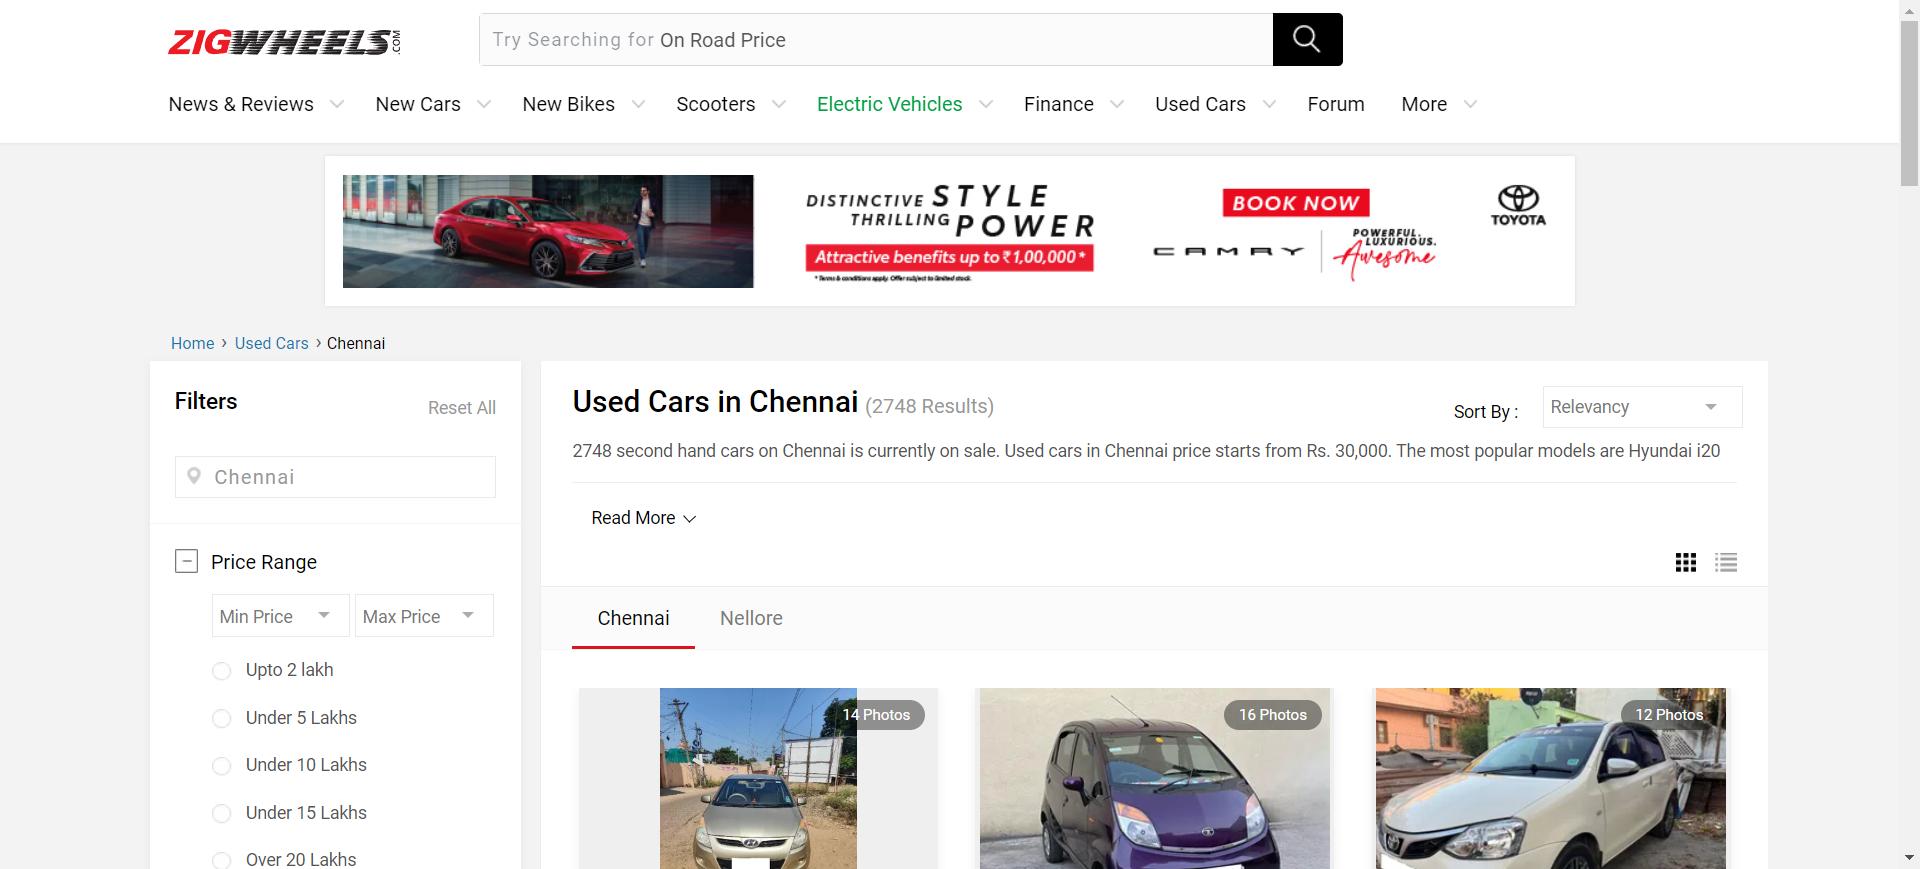 ZIGWHEELS.COM
Try Searching for On Road Price
News & Reviews New Cars New Bikes Scooters Electric Vehicles Finance Used Cars Forum More
DISTINCTIVE STYLE
THRILLING POWER
Attractive benefits up to ₹1,00,000*
*Terms & conditions apply. Offer subject to limited stock.
BOOK NOW
CAMRY
POWERFUL.
LUXURIOUS.
Awesome
TOYOTA
Home › Used Cars › Chennai
Filters
Reset All
Chennai
Price Range
Min Price Max Price
Upto 2 lakh
Under 5 Lakhs
Under 10 Lakhs
Under 15 Lakhs
Over 20 Lakhs
Used Cars in Chennai (2748 Results)
Sort By : Relevancy
2748 second hand cars on Chennai is currently on sale. Used cars in Chennai price starts from Rs. 30,000. The most popular models are Hyundai i20
Read More
Chennai Nellore
14 Photos
16 Photos
12 Photos